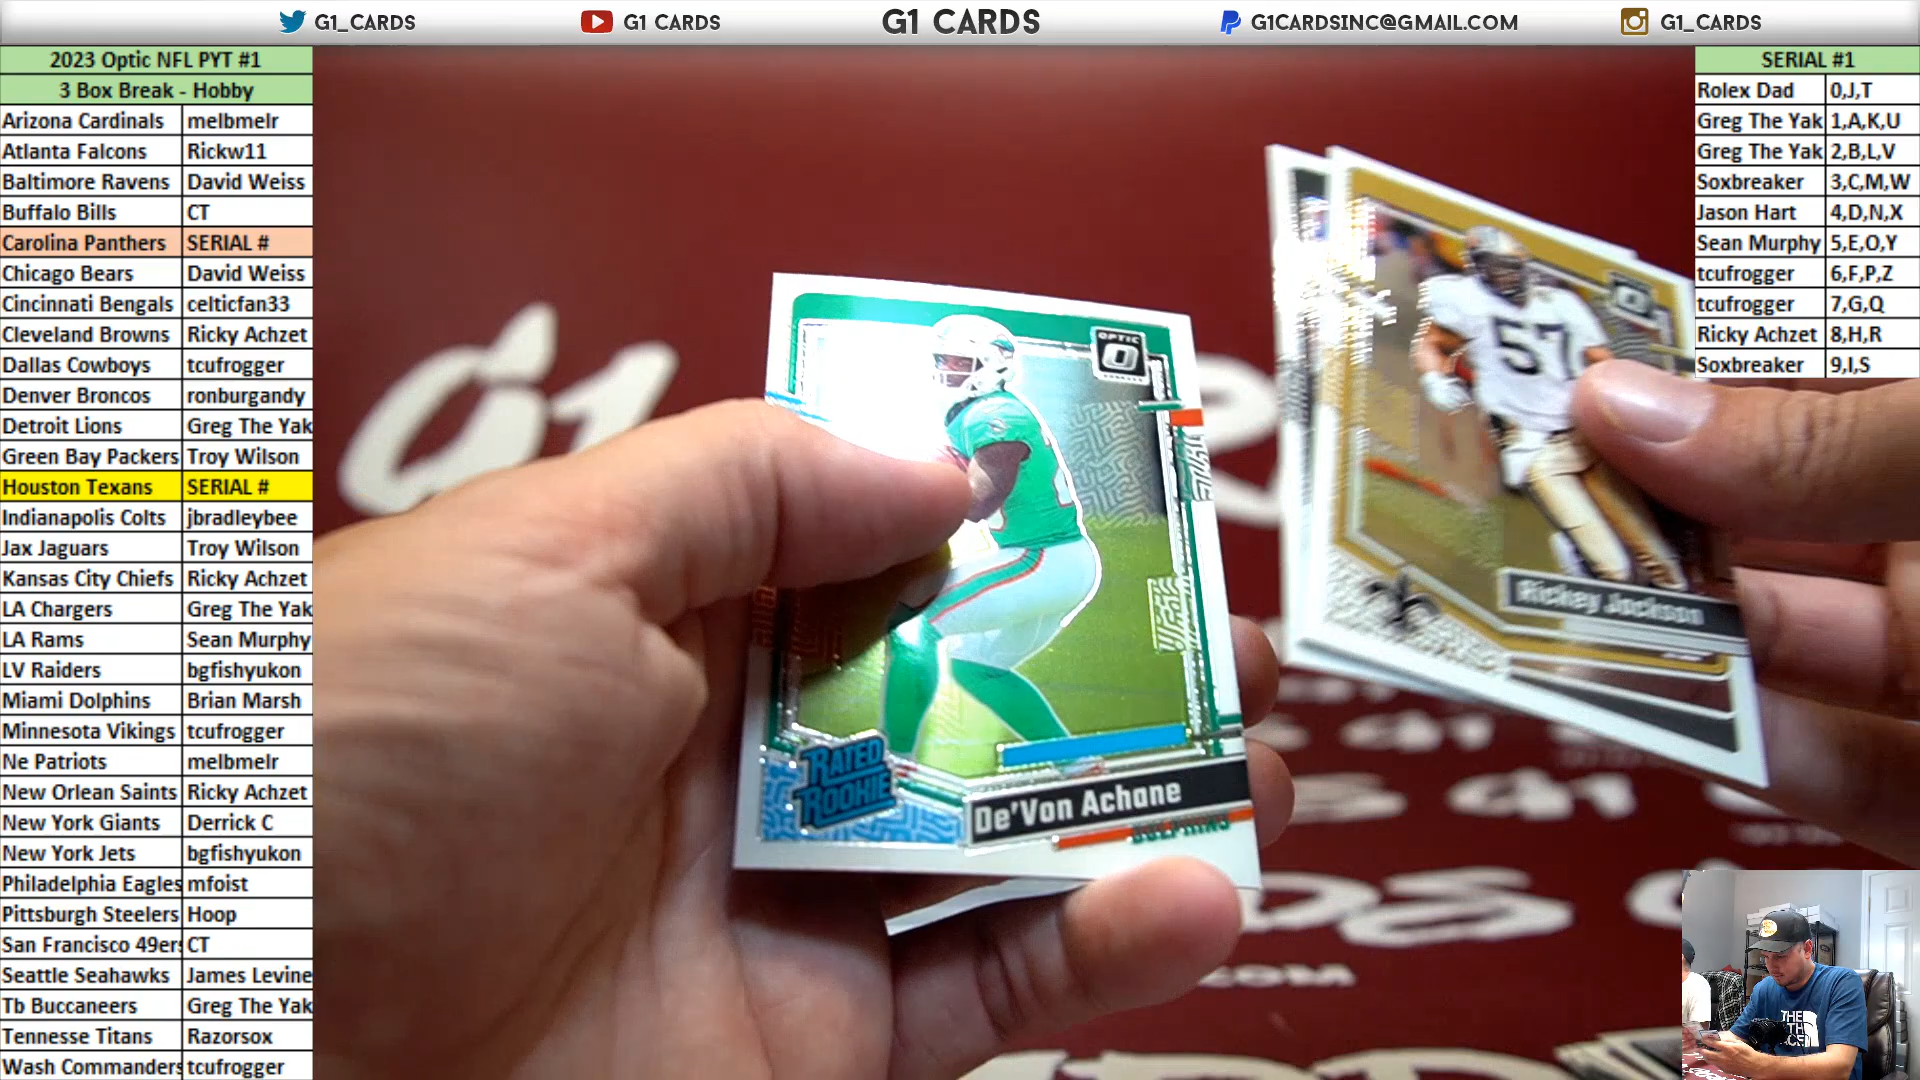 G1_CARDS
G1 CARDS
G1 CARDS
G1CARDSINC@GMAIL.COM
G1_CARDS
2023 Optic NFL PYT #1
3 Box Break - Hobby
Arizona Cardinals melbmelr
Atlanta Falcons Rickw11
Baltimore Ravens David Weiss
Buffalo Bills CT
Carolina Panthers SERIAL #
Chicago Bears David Weiss
Cincinnati Bengals celticfan33
Cleveland Browns Ricky Achzet
Dallas Cowboys tcufrogger
Denver Broncos ronburgandy
Detroit Lions Greg The Yak
Green Bay Packers Troy Wilson
Houston Texans SERIAL #
Indianapolis Colts jbradleybee
Jax Jaguars Troy Wilson
Kansas City Chiefs Ricky Achzet
LA Chargers Greg The Yak
LA Rams Sean Murphy
LV Raiders bgfishyukon
Miami Dolphins Brian Marsh
Minnesota Vikings tcufrogger
Ne Patriots melbmelr
New Orlean Saints Ricky Achzet
New York Giants Derrick C
New York Jets bgfishyukon
Philadelphia Eagles mfoist
Pittsburgh Steelers Hoop
San Francisco 49ers CT
Seattle Seahawks James Levine
Tb Buccaneers Greg The Yak
Tennesse Titans Razorsox
Wash Commanders tcufrogger
SERIAL #1
Rolex Dad 0,J,T
Greg The Yak 1,A,K,U
Greg The Yak 2,B,L,V
Soxbreaker 3,C,M,W
Jason Hart 4,D,N,X
Sean Murphy 5,E,O,Y
tcufrogger 6,F,P,Z
tcufrogger 7,G,Q
Ricky Achzet 8,H,R
Soxbreaker 9,I,S
OPTIC
RATED
ROOKIE
De'Von Achane
DOLPHINS
57
Rickey Jackson
G1
.COM
THE